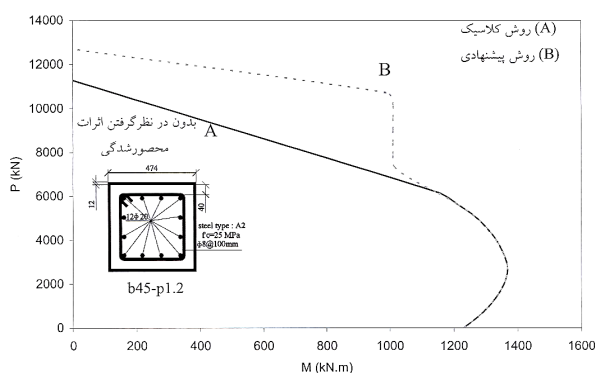 (A) روش کلاسیک
(B) روش پیشنهادی
14000
12000
10000
8000
6000
4000
2000
0
P (kN)
B
A
بدون در نظرگرفتن اثرات
محصورشدگی
474
12
40
12ϕ 20
steel type : A2
f'c=25 MPa
ϕ8@100mm
b45-p1.2
0 200 400 600 800 1000 1200 1400 1600
M (kN.m)